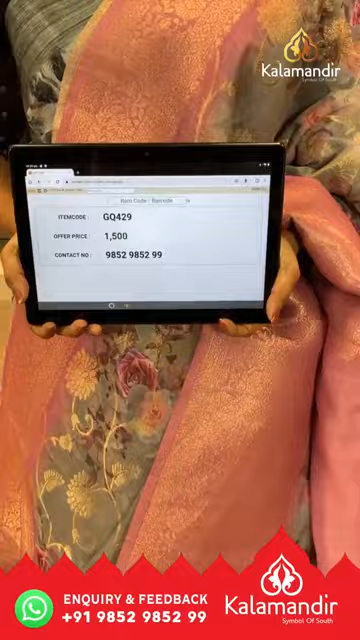 Kalamandir
Symbol Of South
Item Code / Barcode
ITEMCODE : GQ429
OFFER PRICE : 1,500
CONTACT NO : 9852 9852 99
ENQUIRY & FEEDBACK
+91 9852 9852 99
Kalamandir
Symbol Of South